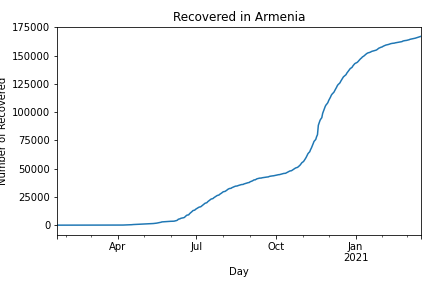 Recovered in Armenia
175000
150000
125000
100000
75000
50000
25000
0
Number of Recovered
Apr
Jul
Oct
Jan
2021
Day